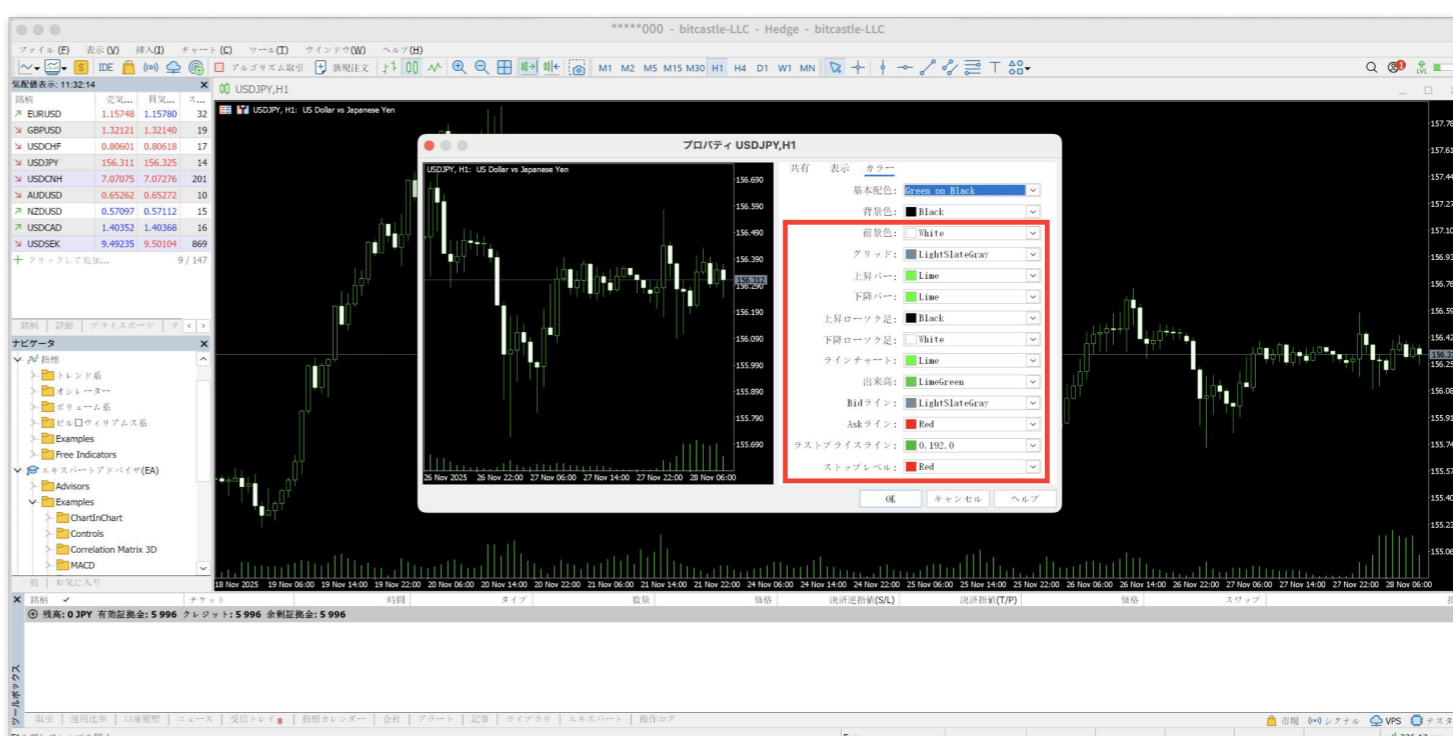 *****000 - bitcastle-LLC - Hedge - bitcastle-LLC
ファイル(F) 表示(V) 挿入(I) チャート(C) ツール(T) ウインドウ(W) ヘルプ(H)
IDE アルゴリズム取引 新規注文 M1 M2 M5 M15 M30 H1 H4 D1 W1 MN T LVL
気配値表示: 11:32:14
銘柄 売気... 買気... ス...
EURUSD 1.15748 1.15780 32
GBPUSD 1.32121 1.32140 19
USDCHF 0.80601 0.80618 17
USDJPY 156.311 156.325 14
USDCNH 7.07075 7.07276 201
AUDUSD 0.65262 0.65272 10
NZDUSD 0.57097 0.57112 15
USDCAD 1.40352 1.40368 16
USDSEK 9.49235 9.50104 869
クリックして追加... 9 / 147
銘柄 詳細 プライスボード テ
ナビゲータ
指標
トレンド系
オシレーター
ボリューム系
ビル ウィリアムス系
Examples
Free Indicators
エキスパートアドバイザ(EA)
Advisors
Examples
ChartInChart
Controls
Correlation Matrix 3D
MACD
一般 お気に入り
USDJPY,H1
USDJPY, H1: US Dollar vs Japanese Yen
プロパティ USDJPY,H1
USDJPY, H1: US Dollar vs Japanese Yen
156.690
156.590
156.490
156.390
156.312
156.290
156.190
156.090
155.990
155.890
155.790
155.690
26 Nov 2025 26 Nov 22:00 27 Nov 06:00 27 Nov 14:00 27 Nov 22:00 28 Nov 06:00
共有 表示 カラー
基本配色: Green on Black
背景色: Black
前景色: White
グリッド: LightSlateGray
上昇バー: Lime
下降バー: Lime
上昇ローソク足: Black
下降ローソク足: White
ラインチャート: Lime
出来高: LimeGreen
Bidライン: LightSlateGray
Askライン: Red
ラストプライスライン: 0,192,0
ストップレベル: Red
OK キャンセル ヘルプ
18 Nov 2025 19 Nov 06:00 19 Nov 14:00 19 Nov 22:00 20 Nov 06:00 20 Nov 14:00 20 Nov 22:00 21 Nov 06:00 21 Nov 14:00 21 Nov 22:00 24 Nov 06:00 24 Nov 14:00 24 Nov 22:00 25 Nov 06:00 25 Nov 14:00 25 Nov 22:00 26 Nov 06:00 26 Nov 14:00 26 Nov 22:00 27 Nov 06:00 27 Nov 14:00 27 Nov 22:00 28 Nov 06:00
銘柄 チケット 時間 タイプ 数量 価格 決済逆指値(S/L) 決済指値(T/P) 価格 スワップ
残高: 0 JPY 有効証拠金: 5 996 クレジット: 5 996 余剰証拠金: 5 996
ツールボックス
取引 運用比率 口座履歴 ニュース 受信トレイ8 指標カレンダー 会社 アラート 記事 ライブラリ エキスパート 操作ログ
市場 シグナル VPS テスタ